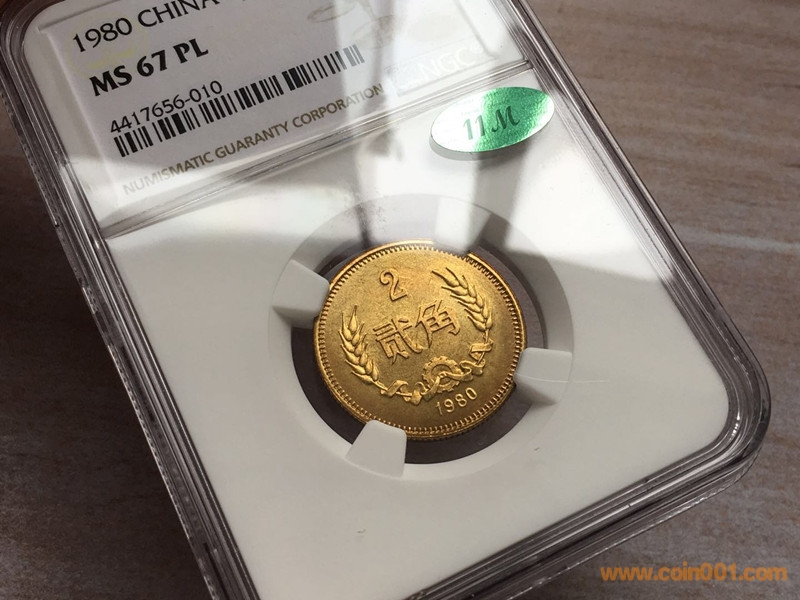 1980 CHINA
MS 67 PL
4417656-010
NUMISMATIC GUARANTY CORPORATION
NGC
11M
2
贰角
1980
www.coin001.com